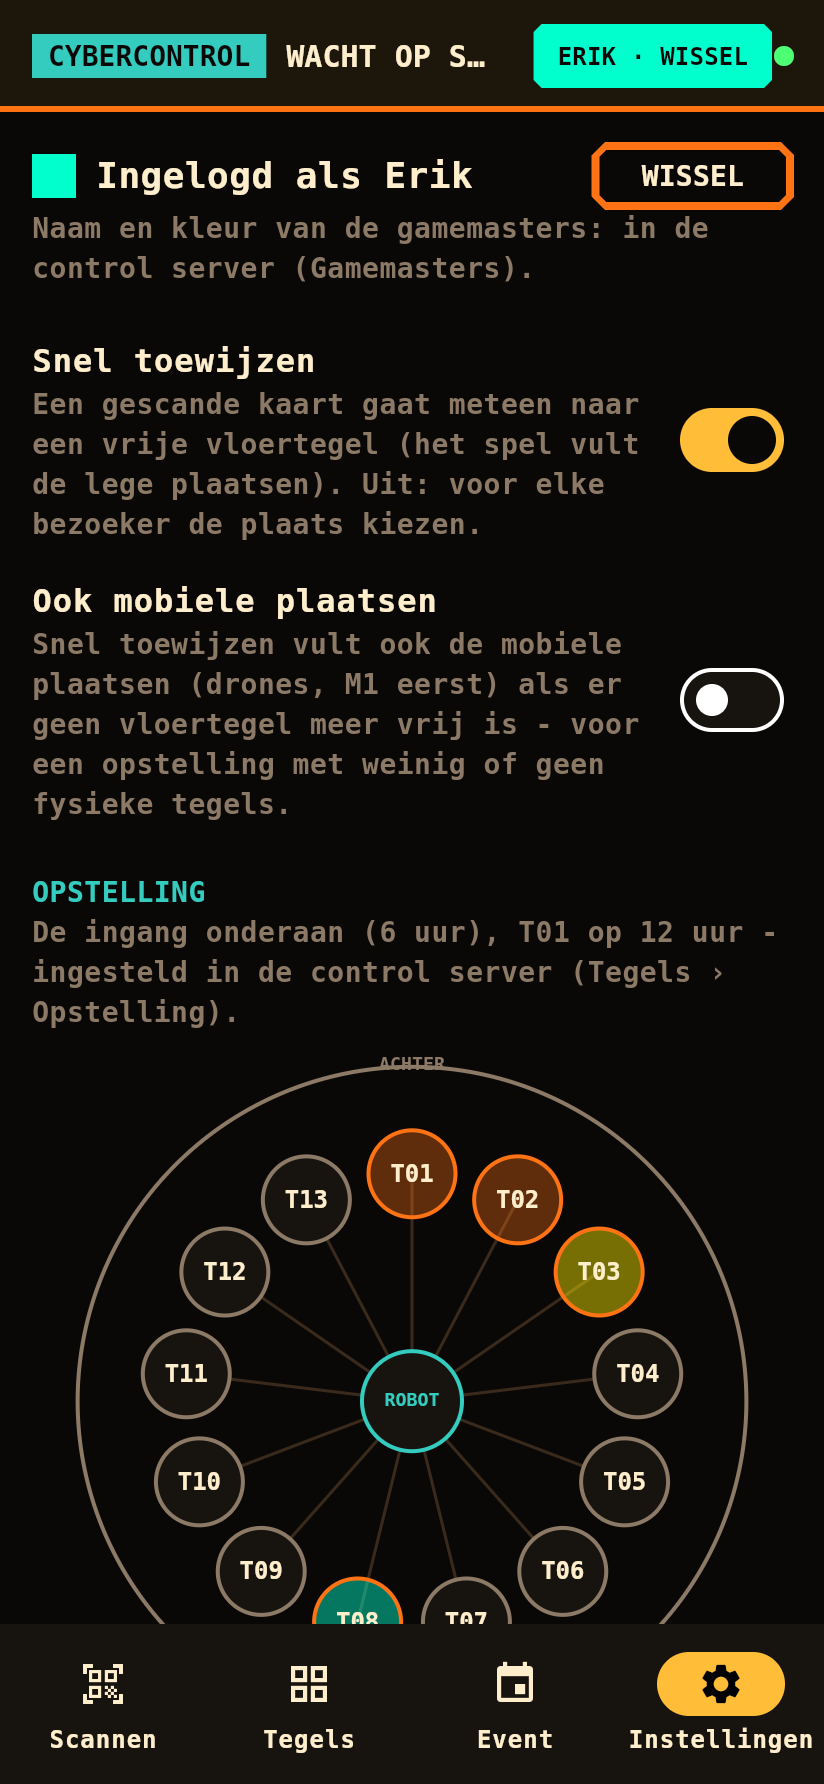 CYBERCONTROL WACHT OP S… ERIK · WISSEL
Ingelogd als Erik WISSEL
Naam en kleur van de gamemasters: in de
control server (Gamemasters).
Snel toewijzen
Een gescande kaart gaat meteen naar
een vrije vloertegel (het spel vult
de lege plaatsen). Uit: voor elke
bezoeker de plaats kiezen.
Ook mobiele plaatsen
Snel toewijzen vult ook de mobiele
plaatsen (drones, M1 eerst) als er
geen vloertegel meer vrij is - voor
een opstelling met weinig of geen
fysieke tegels.
OPSTELLING
De ingang onderaan (6 uur), T01 op 12 uur -
ingesteld in de control server (Tegels ›
Opstelling).
ACHTER
T01
T13 T02
T12 T03
T11 T04
ROBOT
T10 T05
T09 T06
T08 T07
Scannen Tegels Event Instellingen